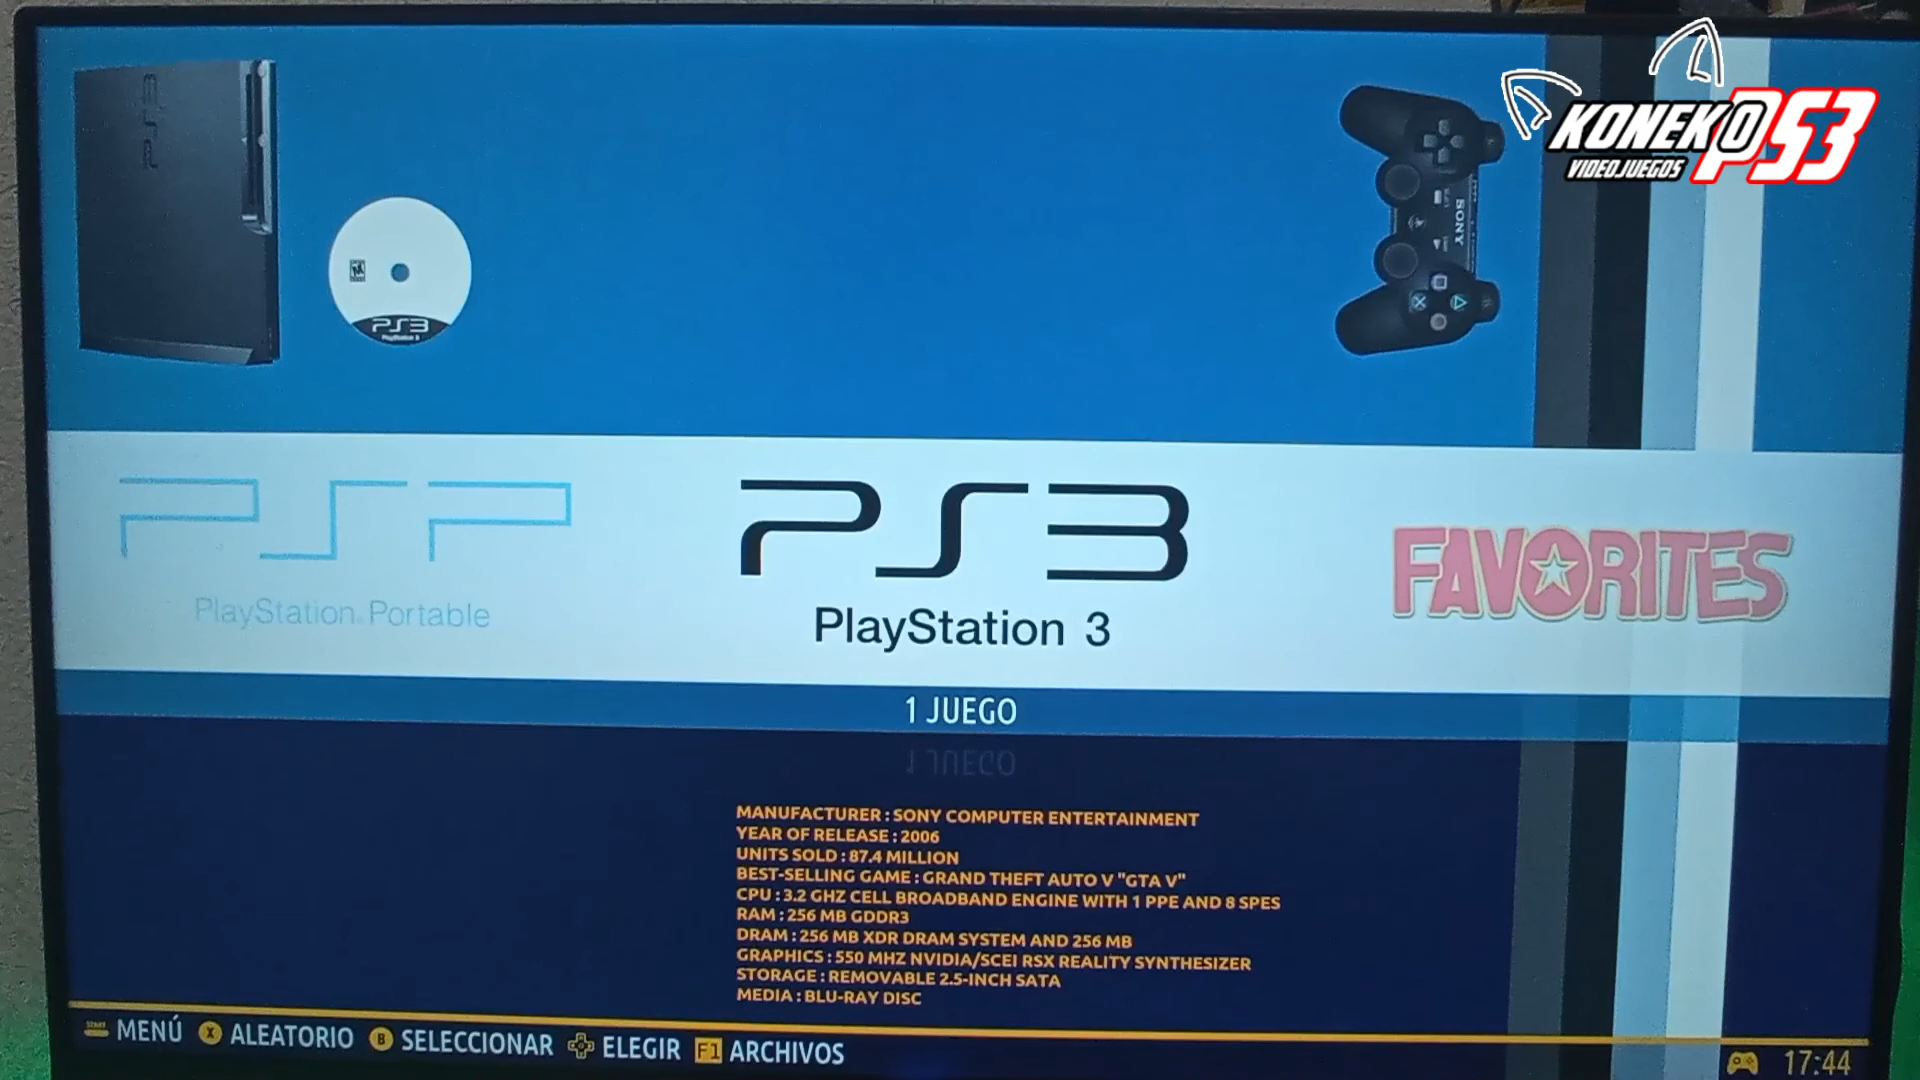 KONEKO PS3
VIDEOJUEGOS
PS3
SONY
M
PS3
PlayStation 3
PSP
PlayStation Portable
PS3
PlayStation 3
FAVORITES
1 JUEGO
MANUFACTURER : SONY COMPUTER ENTERTAINMENT
YEAR OF RELEASE : 2006
UNITS SOLD : 87.4 MILLION
BEST-SELLING GAME : GRAND THEFT AUTO V "GTA V"
CPU : 3.2 GHZ CELL BROADBAND ENGINE WITH 1 PPE AND 8 SPES
RAM : 256 MB GDDR3
DRAM : 256 MB XDR DRAM SYSTEM AND 256 MB
GRAPHICS : 550 MHZ NVIDIA/SCEI RSX REALITY SYNTHESIZER
STORAGE : REMOVABLE 2.5-INCH SATA
MEDIA : BLU-RAY DISC
START MENÚ X ALEATORIO B SELECCIONAR ELEGIR F1 ARCHIVOS
17:44